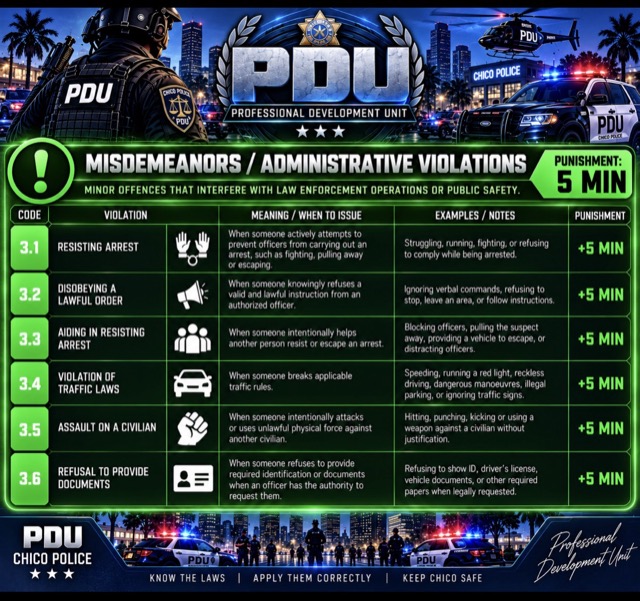 PDU
CHICO
POLICE
PDU
PDU
PROFESSIONAL DEVELOPMENT UNIT
PDU
CHICO POLICE
PDU
MISDEMEANORS / ADMINISTRATIVE VIOLATIONS
MINOR OFFENCES THAT INTERFERE WITH LAW ENFORCEMENT OPERATIONS OR PUBLIC SAFETY.
PUNISHMENT:
5 MIN
CODE
VIOLATION
MEANING / WHEN TO ISSUE
EXAMPLES / NOTES
PUNISHMENT
3.1
RESISTING ARREST
When someone actively attempts to
prevent officers from carrying out an
arrest, such as fighting, pulling away
or escaping.
Struggling, running, fighting, or refusing
to comply while being arrested.
+5 MIN
3.2
DISOBEYING A
LAWFUL ORDER
When someone knowingly refuses a
valid and lawful instruction from an
authorized officer.
Ignoring verbal commands, refusing to
stop, leave an area, or follow instructions.
+5 MIN
3.3
AIDING IN RESISTING
ARREST
When someone intentionally helps
another person resist or escape an arrest.
Blocking officers, pulling the suspect
away, providing a vehicle to escape, or
distracting officers.
+5 MIN
3.4
VIOLATION OF
TRAFFIC LAWS
When someone breaks applicable
traffic rules.
Speeding, running a red light, reckless
driving, dangerous manoeuvres, illegal
parking, or ignoring traffic signs.
+5 MIN
3.5
ASSAULT ON A CIVILIAN
When someone intentionally attacks
or uses unlawful physical force against
another civilian.
Hitting, punching, kicking or using a
weapon against a civilian without
justification.
+5 MIN
3.6
REFUSAL TO PROVIDE
DOCUMENTS
When someone refuses to provide
required identification or documents
when an officer has the authority to
request them.
Refusing to show ID, driver's license,
vehicle documents, or other required
papers when legally requested.
+5 MIN
PDU
CHICO POLICE
PDU
PDU
Professional
Development Unit
KNOW THE LAWS | APPLY THEM CORRECTLY | KEEP CHICO SAFE